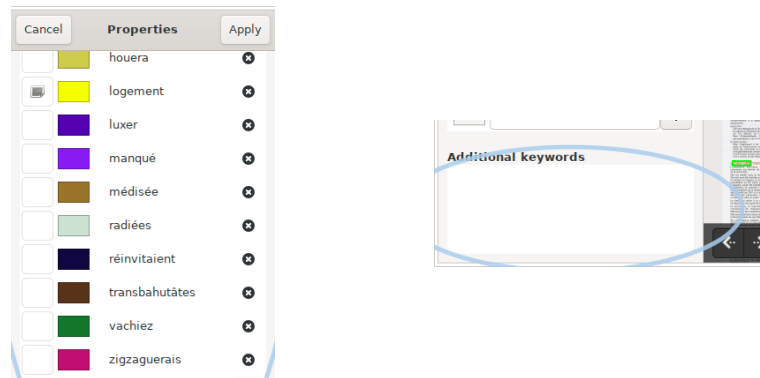 Cancel Properties Apply
houera
logement
luxer
manqué
médisée
radiées
réinvitaient
transbahutâtes
vachiez
zigzaguerais
Additional keywords